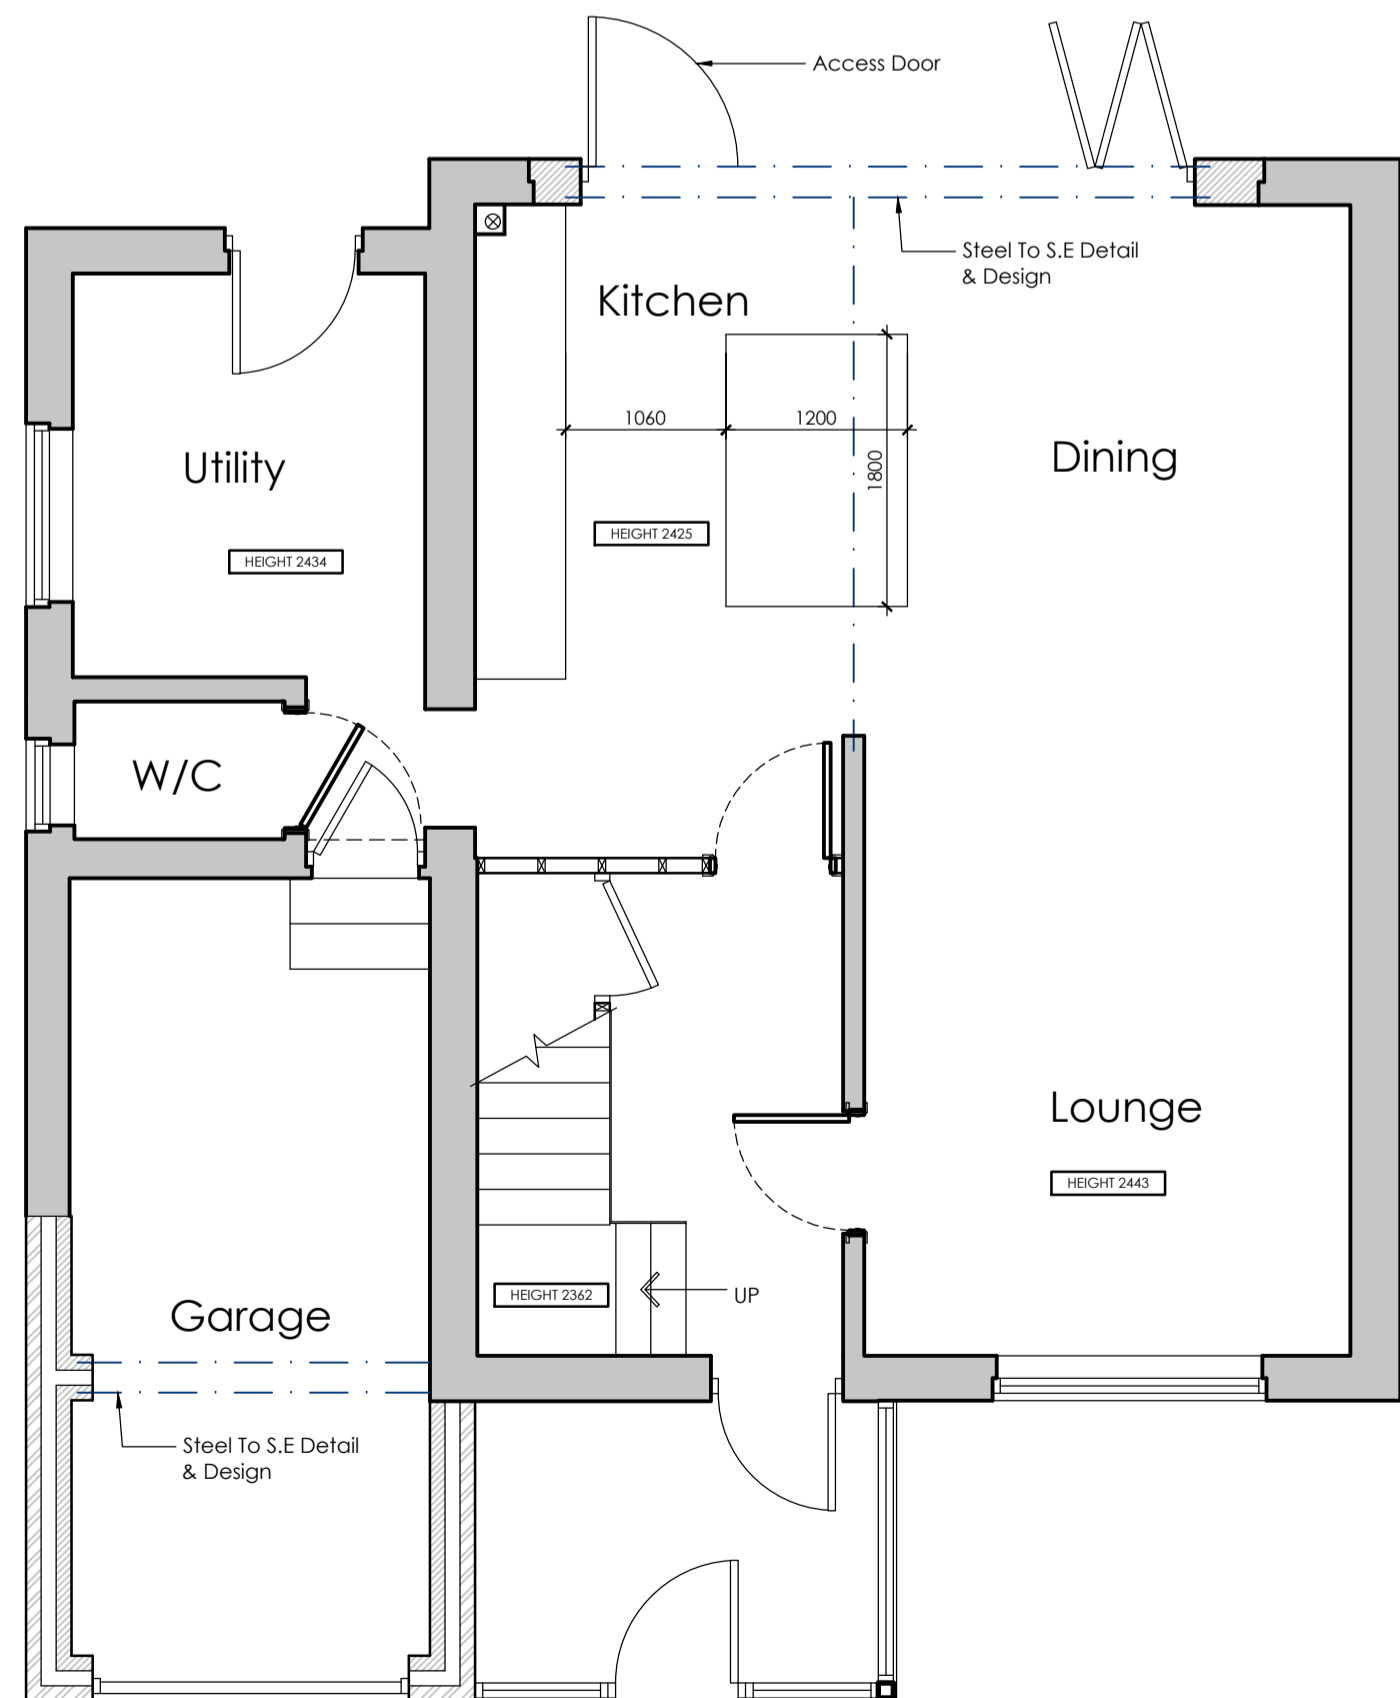 Access Door
Steel To S.E Detail
& Design
Kitchen
1060
1200
1800
Dining
Utility
HEIGHT 2425
HEIGHT 2434
W/C
Lounge
HEIGHT 2443
HEIGHT 2362
UP
Garage
Steel To S.E Detail
& Design